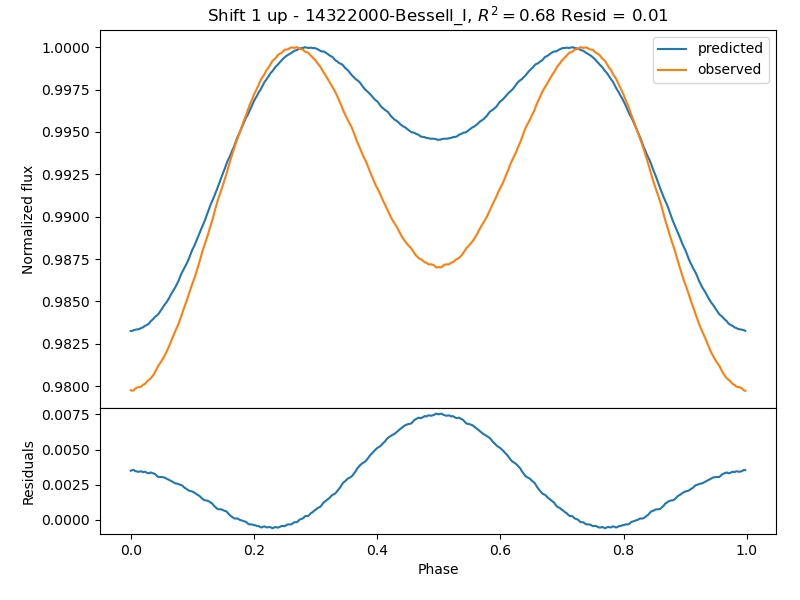 Shift 1 up - 14322000-Bessell_I, R² = 0.68 Resid = 0.01
predicted
observed
Normalized flux
1.0000
0.9975
0.9950
0.9925
0.9900
0.9875
0.9850
0.9825
0.9800
Residuals
0.0075
0.0050
0.0025
0.0000
0.0 0.2 0.4 0.6 0.8 1.0
Phase